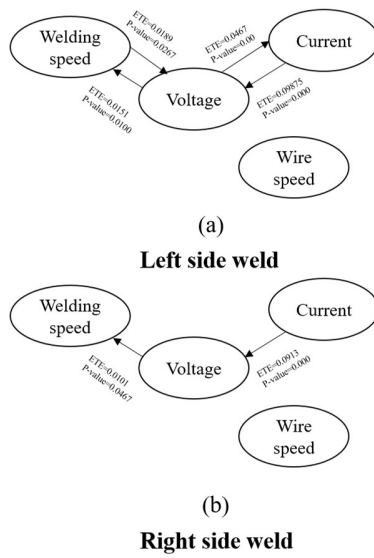 ETE=0.0189
P-value=0.0267
ETE=0.0467
P-value=0.00
Welding
speed
Current
Voltage
ETE=0.0151
P-value=0.0100
ETE=0.09875
P-value=0.000
Wire
speed
(a)
Left side weld
Welding
speed
Current
Voltage
ETE=0.0101
P-value=0.0467
ETE=0.0913
P-value=0.000
Wire
speed
(b)
Right side weld